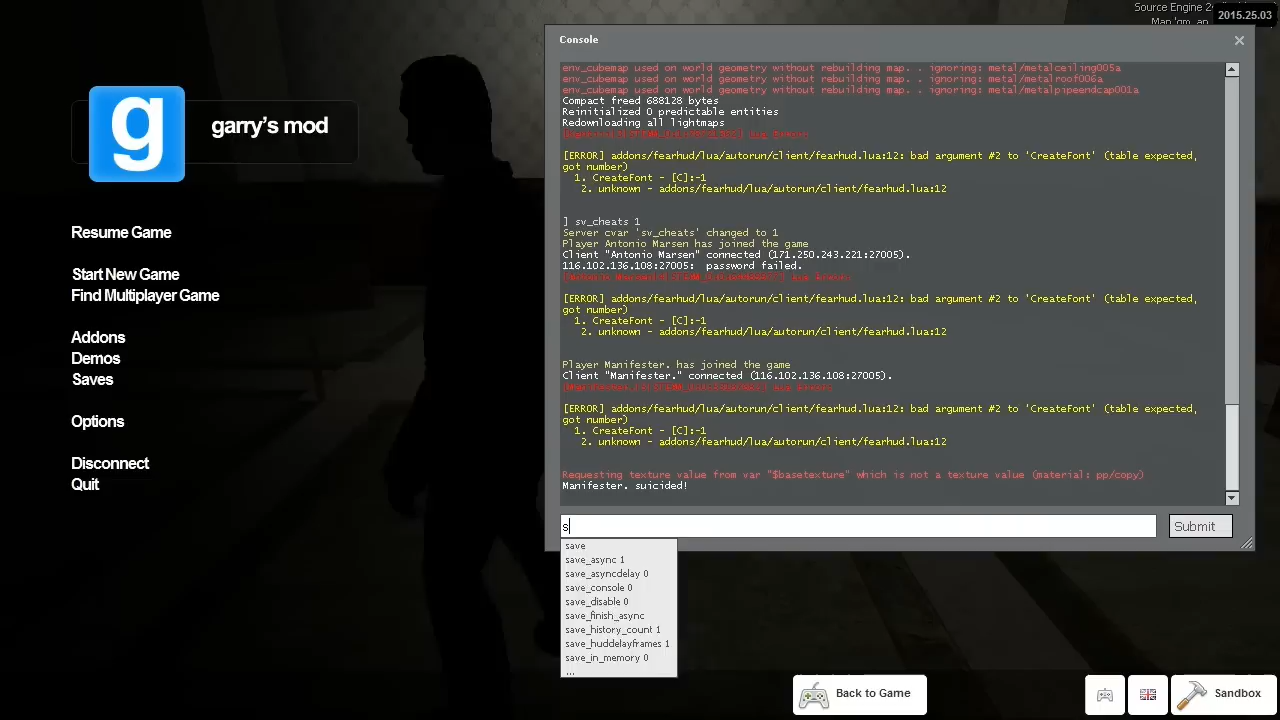 Source Engine 2
Map 'gm_
2015.25.03
Console
g
garry's mod
Resume Game
Start New Game
Find Multiplayer Game
Addons
Demos
Saves
Options
Disconnect
Quit
env_cubemap used on world geometry without rebuilding map. . ignoring: metal/metalceiling005a
env_cubemap used on world geometry without rebuilding map. . ignoring: metal/metalroof006a
env_cubemap used on world geometry without rebuilding map. . ignoring: metal/metalpipeendcap001a
Compact freed 688128 bytes
Reinitialized 0 predictable entities
Redownloading all lightmaps
[ERROR] addons/fearhud/lua/autorun/client/fearhud.lua:12: bad argument #2 to 'CreateFont' (table expected,
got number)
1. CreateFont - [C]:-1
2. unknown - addons/fearhud/lua/autorun/client/fearhud.lua:12
] sv_cheats 1
Server cvar 'sv_cheats' changed to 1
Player Antonio Marsen has joined the game
Client "Antonio Marsen" connected (171.250.243.221:27005).
116.102.136.108:27005: password failed.
[ERROR] addons/fearhud/lua/autorun/client/fearhud.lua:12: bad argument #2 to 'CreateFont' (table expected,
got number)
1. CreateFont - [C]:-1
2. unknown - addons/fearhud/lua/autorun/client/fearhud.lua:12
Player Manifester. has joined the game
Client "Manifester." connected (116.102.136.108:27005).
[ERROR] addons/fearhud/lua/autorun/client/fearhud.lua:12: bad argument #2 to 'CreateFont' (table expected,
got number)
1. CreateFont - [C]:-1
2. unknown - addons/fearhud/lua/autorun/client/fearhud.lua:12
Requesting texture value from var "$basetexture" which is not a texture value (material: pp/copy)
Manifester. suicided!
s
Submit
save
save_async 1
save_asyncdelay 0
save_console 0
save_disable 0
save_finish_async
save_history_count 1
save_huddelayframes 1
save_in_memory 0
...
Back to Game
Sandbox